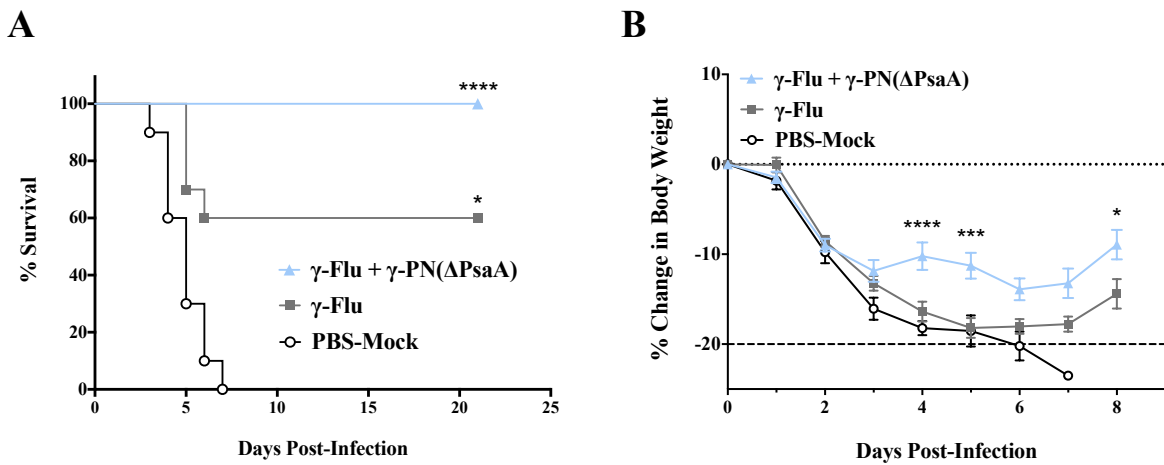 A
% Survival
100
80
60
40
20
0
****
*
γ-Flu + γ-PN(ΔPsaA)
γ-Flu
PBS-Mock
0 5 10 15 20 25
Days Post-Infection
B
% Change in Body Weight
10
0
-10
-20
γ-Flu + γ-PN(ΔPsaA)
γ-Flu
PBS-Mock
**** *** *
0 2 4 6 8
Days Post-Infection